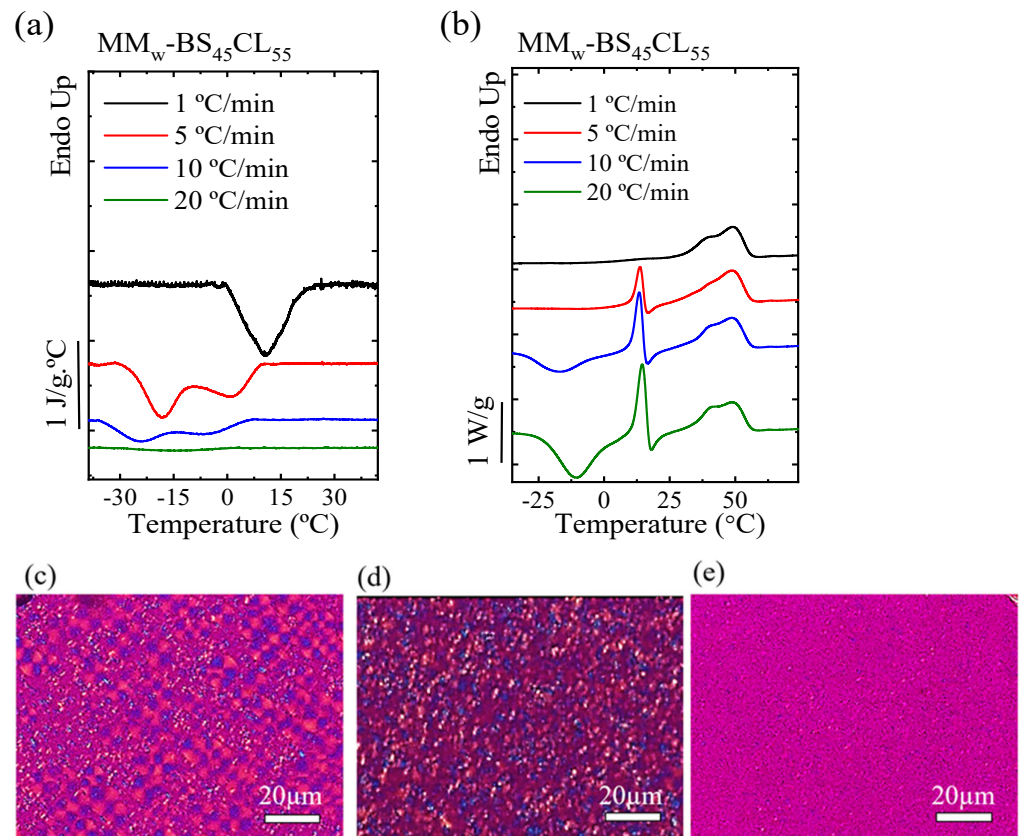 (a)
MMw-BS45CL55
Endo Up
1 ºC/min
5 ºC/min
10 ºC/min
20 ºC/min
1 J/g.ºC
-30 -15 0 15 30
Temperature (ºC)
(b)
MMw-BS45CL55
Endo Up
1 ºC/min
5 ºC/min
10 ºC/min
20 ºC/min
1 W/g
-25 0 25 50
Temperature (°C)
(c)
20µm
(d)
20µm
(e)
20µm